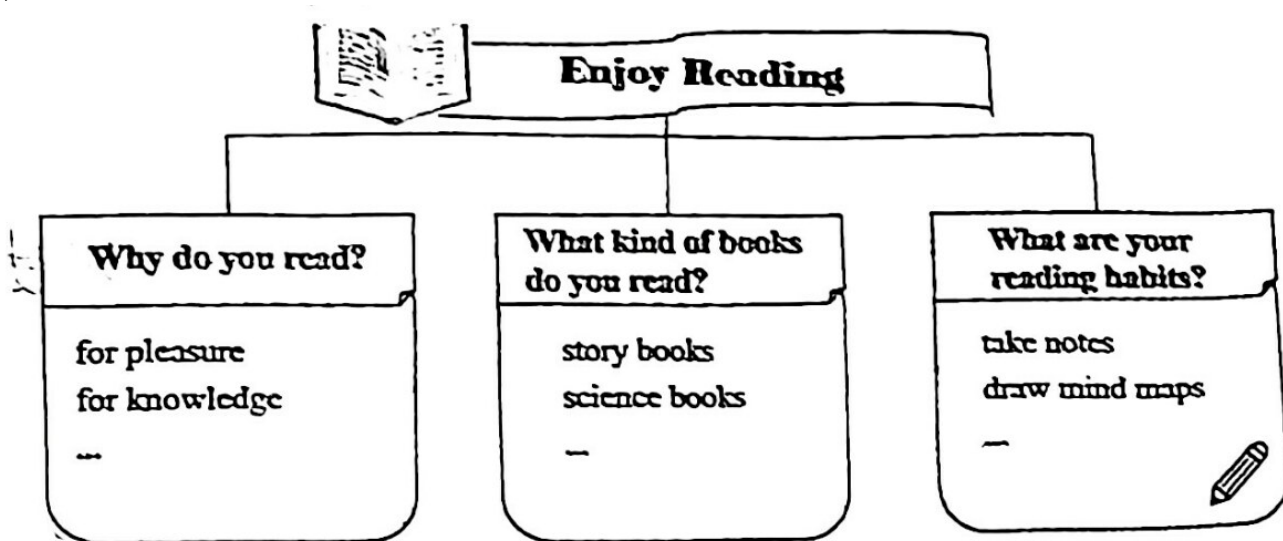 Enjoy Reading
Why do you read?
for pleasure
for knowledge
...
What kind of books
do you read?
story books
science books
...
What are your
reading habits?
take notes
draw mind maps
...